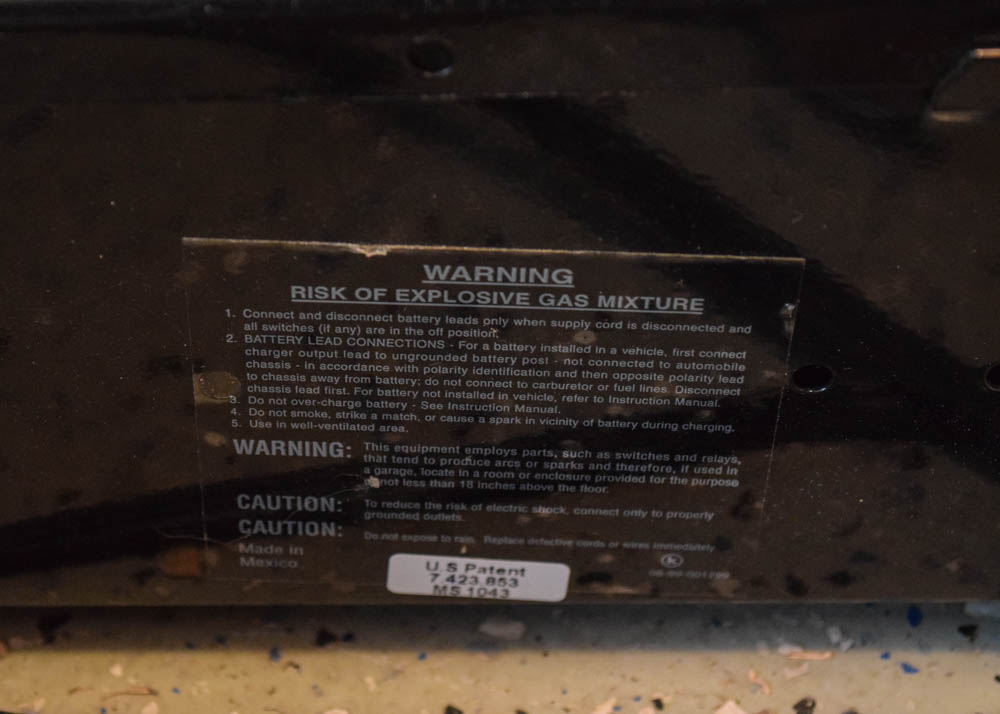 WARNING
RISK OF EXPLOSIVE GAS MIXTURE
1. Connect and disconnect battery leads only when supply cord is disconnected and
all switches (if any) are in the off position.
2. BATTERY LEAD CONNECTIONS - For a battery installed in a vehicle, first connect
charger output lead to ungrounded battery post - not connected to automobile
chassis - in accordance with polarity identification and then opposite polarity lead
to chassis away from battery; do not connect to carburetor or fuel lines. Disconnect
chassis lead first. For battery not installed in vehicle, refer to Instruction Manual.
3. Do not over-charge battery - See Instruction Manual.
4. Do not smoke, strike a match, or cause a spark in vicinity of battery during charging.
5. Use in well-ventilated area.
WARNING: This equipment employs parts, such as switches and relays,
that tend to produce arcs or sparks and therefore, if used in
a garage, locate in a room or enclosure provided for the purpose
not less than 18 inches above the floor.
CAUTION: To reduce the risk of electric shock, connect only to properly
grounded outlets.
CAUTION: Do not expose to rain. Replace defective cords or wires immediately
Made in
Mexico
U.S Patent
7,423,853
MS 1043